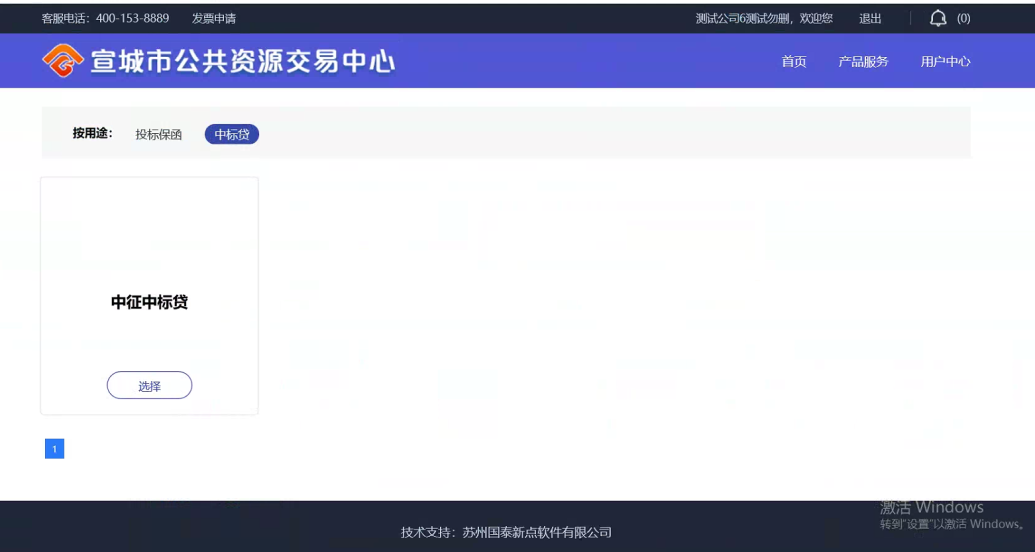 客服电话：400-153-8889 发票申请 测试公司6测试勿删，欢迎您 退出 (0)
宣城市公共资源交易中心 首页 产品服务 用户中心
按用途： 投标保函 中标贷
中征中标贷
选择
1
激活 Windows
转到"设置"以激活 Windows。
技术支持：苏州国泰新点软件有限公司